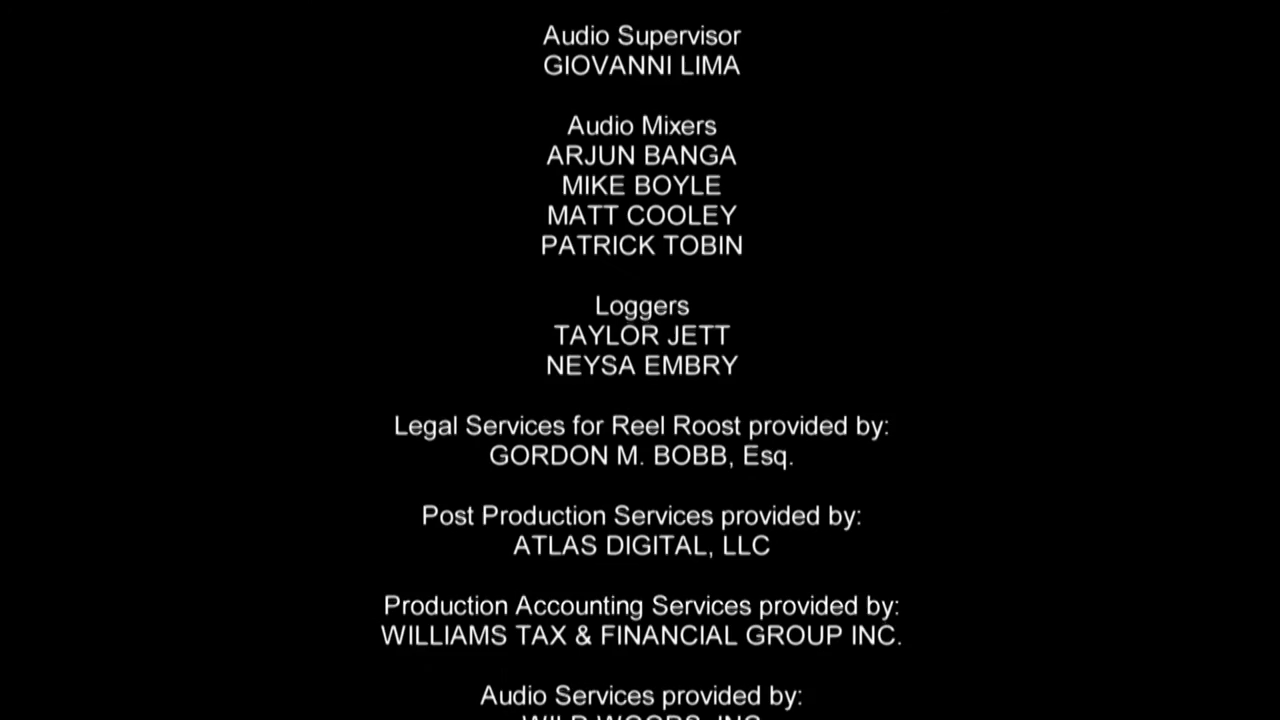 Audio Supervisor
GIOVANNI LIMA
Audio Mixers
ARJUN BANGA
MIKE BOYLE
MATT COOLEY
PATRICK TOBIN
Loggers
TAYLOR JETT
NEYSA EMBRY
Legal Services for Reel Roost provided by:
GORDON M. BOBB, Esq.
Post Production Services provided by:
ATLAS DIGITAL, LLC
Production Accounting Services provided by:
WILLIAMS TAX & FINANCIAL GROUP INC.
Audio Services provided by: